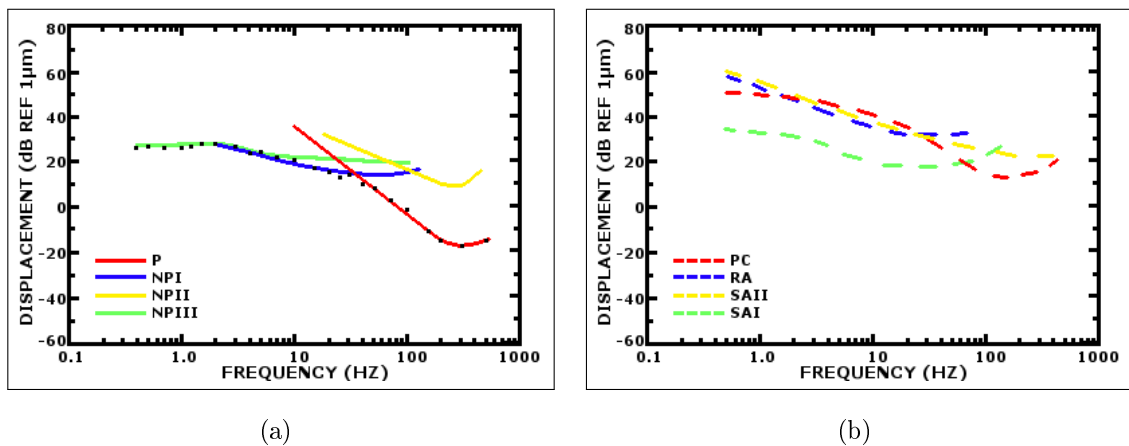 80
60
40
20
0
-20
-40
-60
DISPLACEMENT (dB REF 1μm)
P
NPI
NPII
NPIII
0.1
1.0
10
100
1000
FREQUENCY (HZ)
(a)
80
60
40
20
0
-20
-40
-60
DISPLACEMENT (dB REF 1μm)
PC
RA
SAII
SAI
0.1
1.0
10
100
1000
FREQUENCY (HZ)
(b)